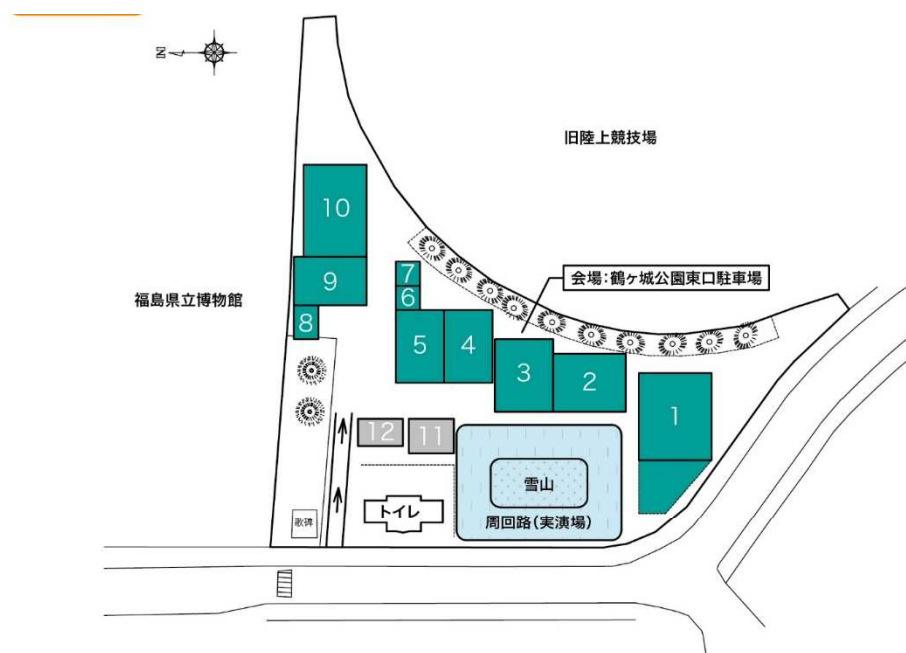 N
旧陸上競技場
10
会場：鶴ヶ城公園東口駐車場
7
9
福島県立博物館
6
8
5
4
3
2
1
12
11
雪山
トイレ
歌碑
周回路（実演場）